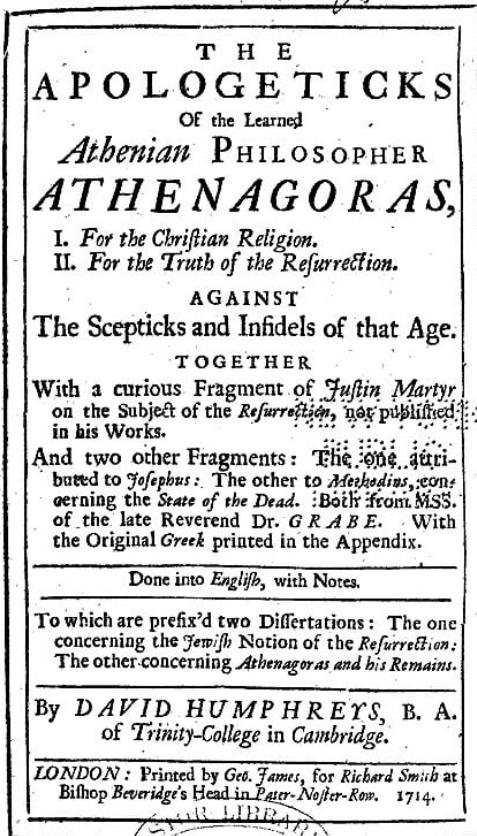 THE
APOLOGETICKS
Of the Learned
Athenian PHILOSOPHER
ATHENAGORAS,
I. For the Chriſtian Religion.
II. For the Truth of the Reſurrection.
AGAINST
The Scepticks and Infidels of that Age.
TOGETHER
With a curious Fragment of Juſtin Martyr
on the Subject of the Reſurrection, not publiſhed
in his Works.
And two other Fragments: The one attri-
buted to Joſephus: The other to Methodius, con-
cerning the State of the Dead. Both from MSS.
of the late Reverend Dr. GRABE. With
the Original Greek printed in the Appendix.
Done into Engliſh, with Notes.
To which are prefix'd two Diſſertations: The one
concerning the Jewiſh Notion of the Reſurrection:
The other concerning Athenagoras and his Remains.
By DAVID HUMPHREYS, B. A.
of Trinity-College in Cambridge.
LONDON: Printed by Geo. James, for Richard Smith at
Biſhop Beveridge's Head in Pater-Noſter-Row. 1714.
LIBRARY